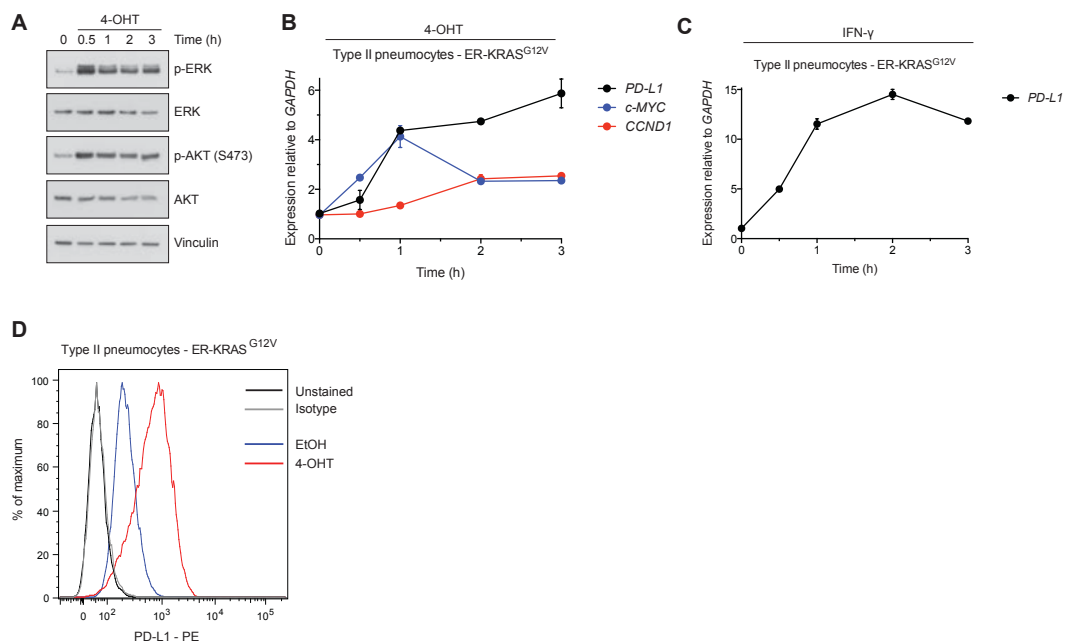 A
4-OHT
0 0.5 1 2 3 Time (h)
p-ERK
ERK
p-AKT (S473)
AKT
Vinculin
B
4-OHT
Type II pneumocytes - ER-KRAS^G12V
Expression relative to GAPDH
6
4
2
0
0 1 2 3
Time (h)
PD-L1
c-MYC
CCND1
C
IFN-γ
Type II pneumocytes - ER-KRAS^G12V
Expression relative to GAPDH
15
10
5
0
0 1 2 3
Time (h)
PD-L1
D
Type II pneumocytes - ER-KRAS^G12V
% of maximum
100
80
60
40
20
0
0 10^2 10^3 10^4 10^5
PD-L1 - PE
Unstained
Isotype
EtOH
4-OHT